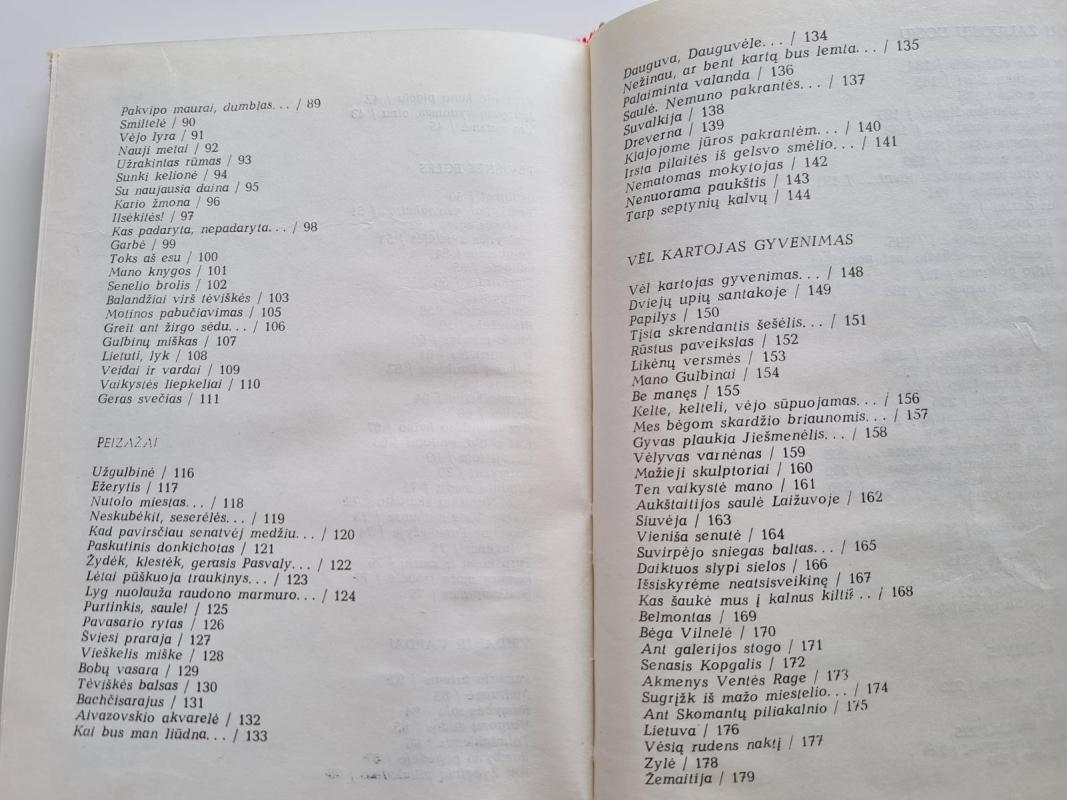 Pakvipo maurai, dumblas... / 89
Smiltelė / 90
Vėjo lyra / 91
Nauji metai / 92
Užrakintas rūmas / 93
Sunki kelionė / 94
Su naujausia daina / 95
Kario žmona / 96
Ilsėkitės! / 97
Kas padaryta, nepadaryta... / 98
Garbė / 99
Toks aš esu / 100
Mano knygos / 101
Senelio brolis / 102
Balandžiai virš tėviškės / 103
Motinos pabučiavimas / 105
Greit ant žirgo sėdu... / 106
Gulbinų miškas / 107
Lietuti, lyk / 108
Veidai ir vardai / 109
Vaikystės liepkeliai / 110
Geras svečias / 111
PEIZAŽAI
Užgulbinė / 116
Ežerytis / 117
Nutolo miestas... / 118
Neskubėkit, seserėlės... / 119
Kad pavirsčiau senatvėj medžiu... / 120
Paskutinis donkichotas / 121
Žydėk, klestėk, gerasis Pasvaly... / 122
Lėtai pūškuoja traukinys... / 123
Lyg nuolauža raudono marmuro... / 124
Purtinkis, saule! / 125
Pavasario rytas / 126
Šviesi praraja / 127
Vieškelis miške / 128
Bobų vasara / 129
Tėviškės balsas / 130
Bachčisarajus / 131
Aivazovskio akvarelė / 132
Kai bus man liūdna... / 133
Dauguva, Dauguvėle... / 134
Nežinau, ar bent kartą bus lemta... / 135
Palaiminta valanda / 136
Saulė. Nemuno pakrantės... / 137
Suvalkija / 138
Dreverna / 139
Klajojome jūros pakrantėm... / 140
Irsta pilaitės iš gelsvo smėlio... / 141
Nematomas mokytojas / 142
Nenuorama paukštis / 143
Tarp septynių kalvų / 144
VĖL KARTOJAS GYVENIMAS
Vėl kartojas gyvenimas... / 148
Dviejų upių santakoje / 149
Papilys / 150
Tįsta skrendantis šešėlis... / 151
Rūstus paveikslas / 152
Likėnų versmės / 153
Mano Gulbinai / 154
Be manęs / 155
Kelte, kelteli, vėjo sūpuojamas... / 156
Mes bėgom skardžio briaunomis... / 157
Gyvas plaukia Jiešmenėlis... / 158
Vėlyvas varnėnas / 159
Mažieji skulptoriai / 160
Ten vaikystė mano / 161
Aukštaitijos saulė Laižuvoje / 162
Siuvėja / 163
Vieniša senutė / 164
Suvirpėjo sniegas baltas... / 165
Daiktuos slypi sielos / 166
Išsiskyrėme neatsisveikinę / 167
Kas šaukė mus į kalnus kilti?.. / 168
Belmontas / 169
Bėga Vilnelė / 170
Ant galerijos stogo / 171
Senasis Kopgalis / 172
Akmenys Ventės Rage / 173
Sugrįžk iš mažo miestelio... / 174
Ant Skomantų piliakalnio / 175
Lietuva / 176
Vėsią rudens naktį / 177
Zylė / 178
Žemaitija / 179